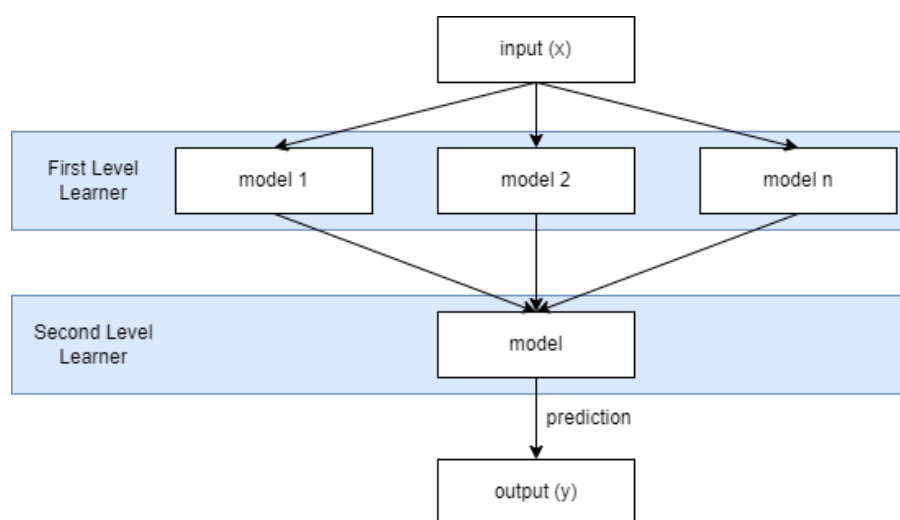 input (x)
First Level
Learner
model 1
model 2
model n
Second Level
Learner
model
prediction
output (y)